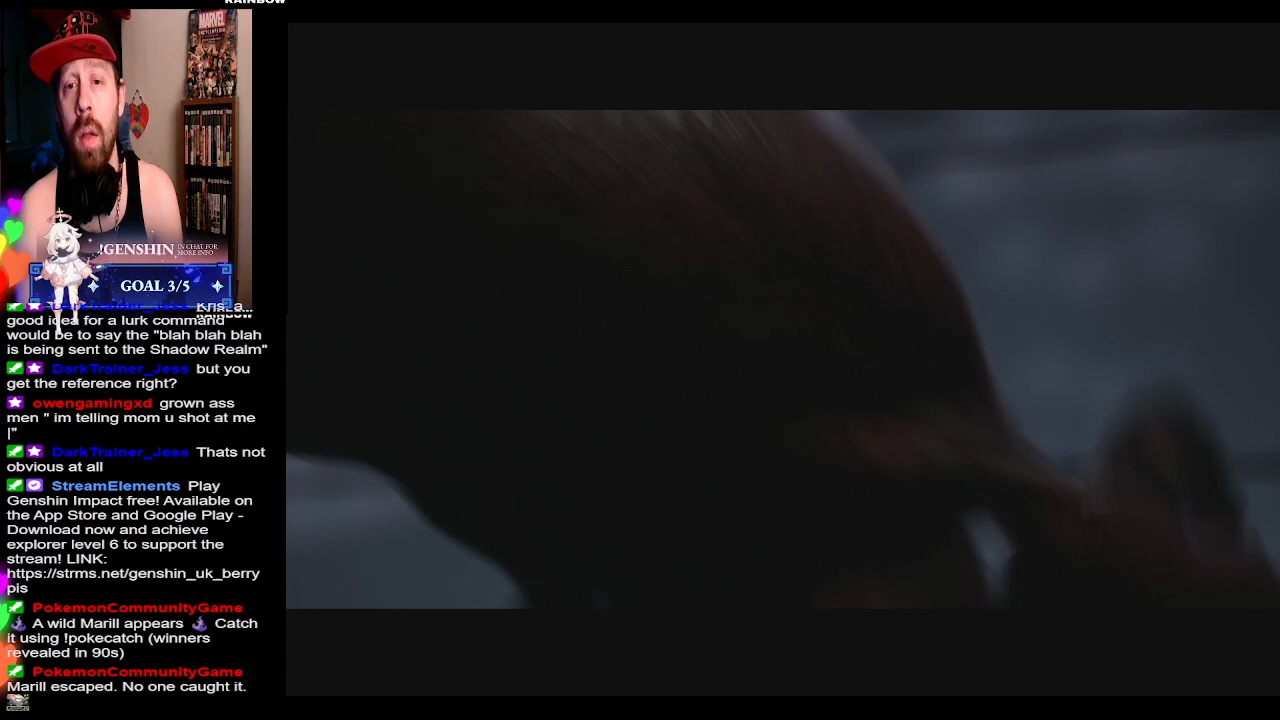 RAINBOW
MARVEL
ENCYCLOPEDIA
!GENSHIN IN CHAT FOR
MORE INFO
GOAL 3/5
DarkTrainer_Jess Kris, a
RAINBOW
good idea for a lurk command
would be to say the "blah blah blah
is being sent to the Shadow Realm"
DarkTrainer_Jess but you
get the reference right?
owengamingxd grown ass
men " im telling mom u shot at me
|"
DarkTrainer_Jess Thats not
obvious at all
StreamElements Play
Genshin Impact free! Available on
the App Store and Google Play -
Download now and achieve
explorer level 6 to support the
stream! LINK:
https://strms.net/genshin_uk_berry
pis
PokemonCommunityGame
A wild Marill appears Catch
it using !pokecatch (winners
revealed in 90s)
PokemonCommunityGame
Marill escaped. No one caught it.